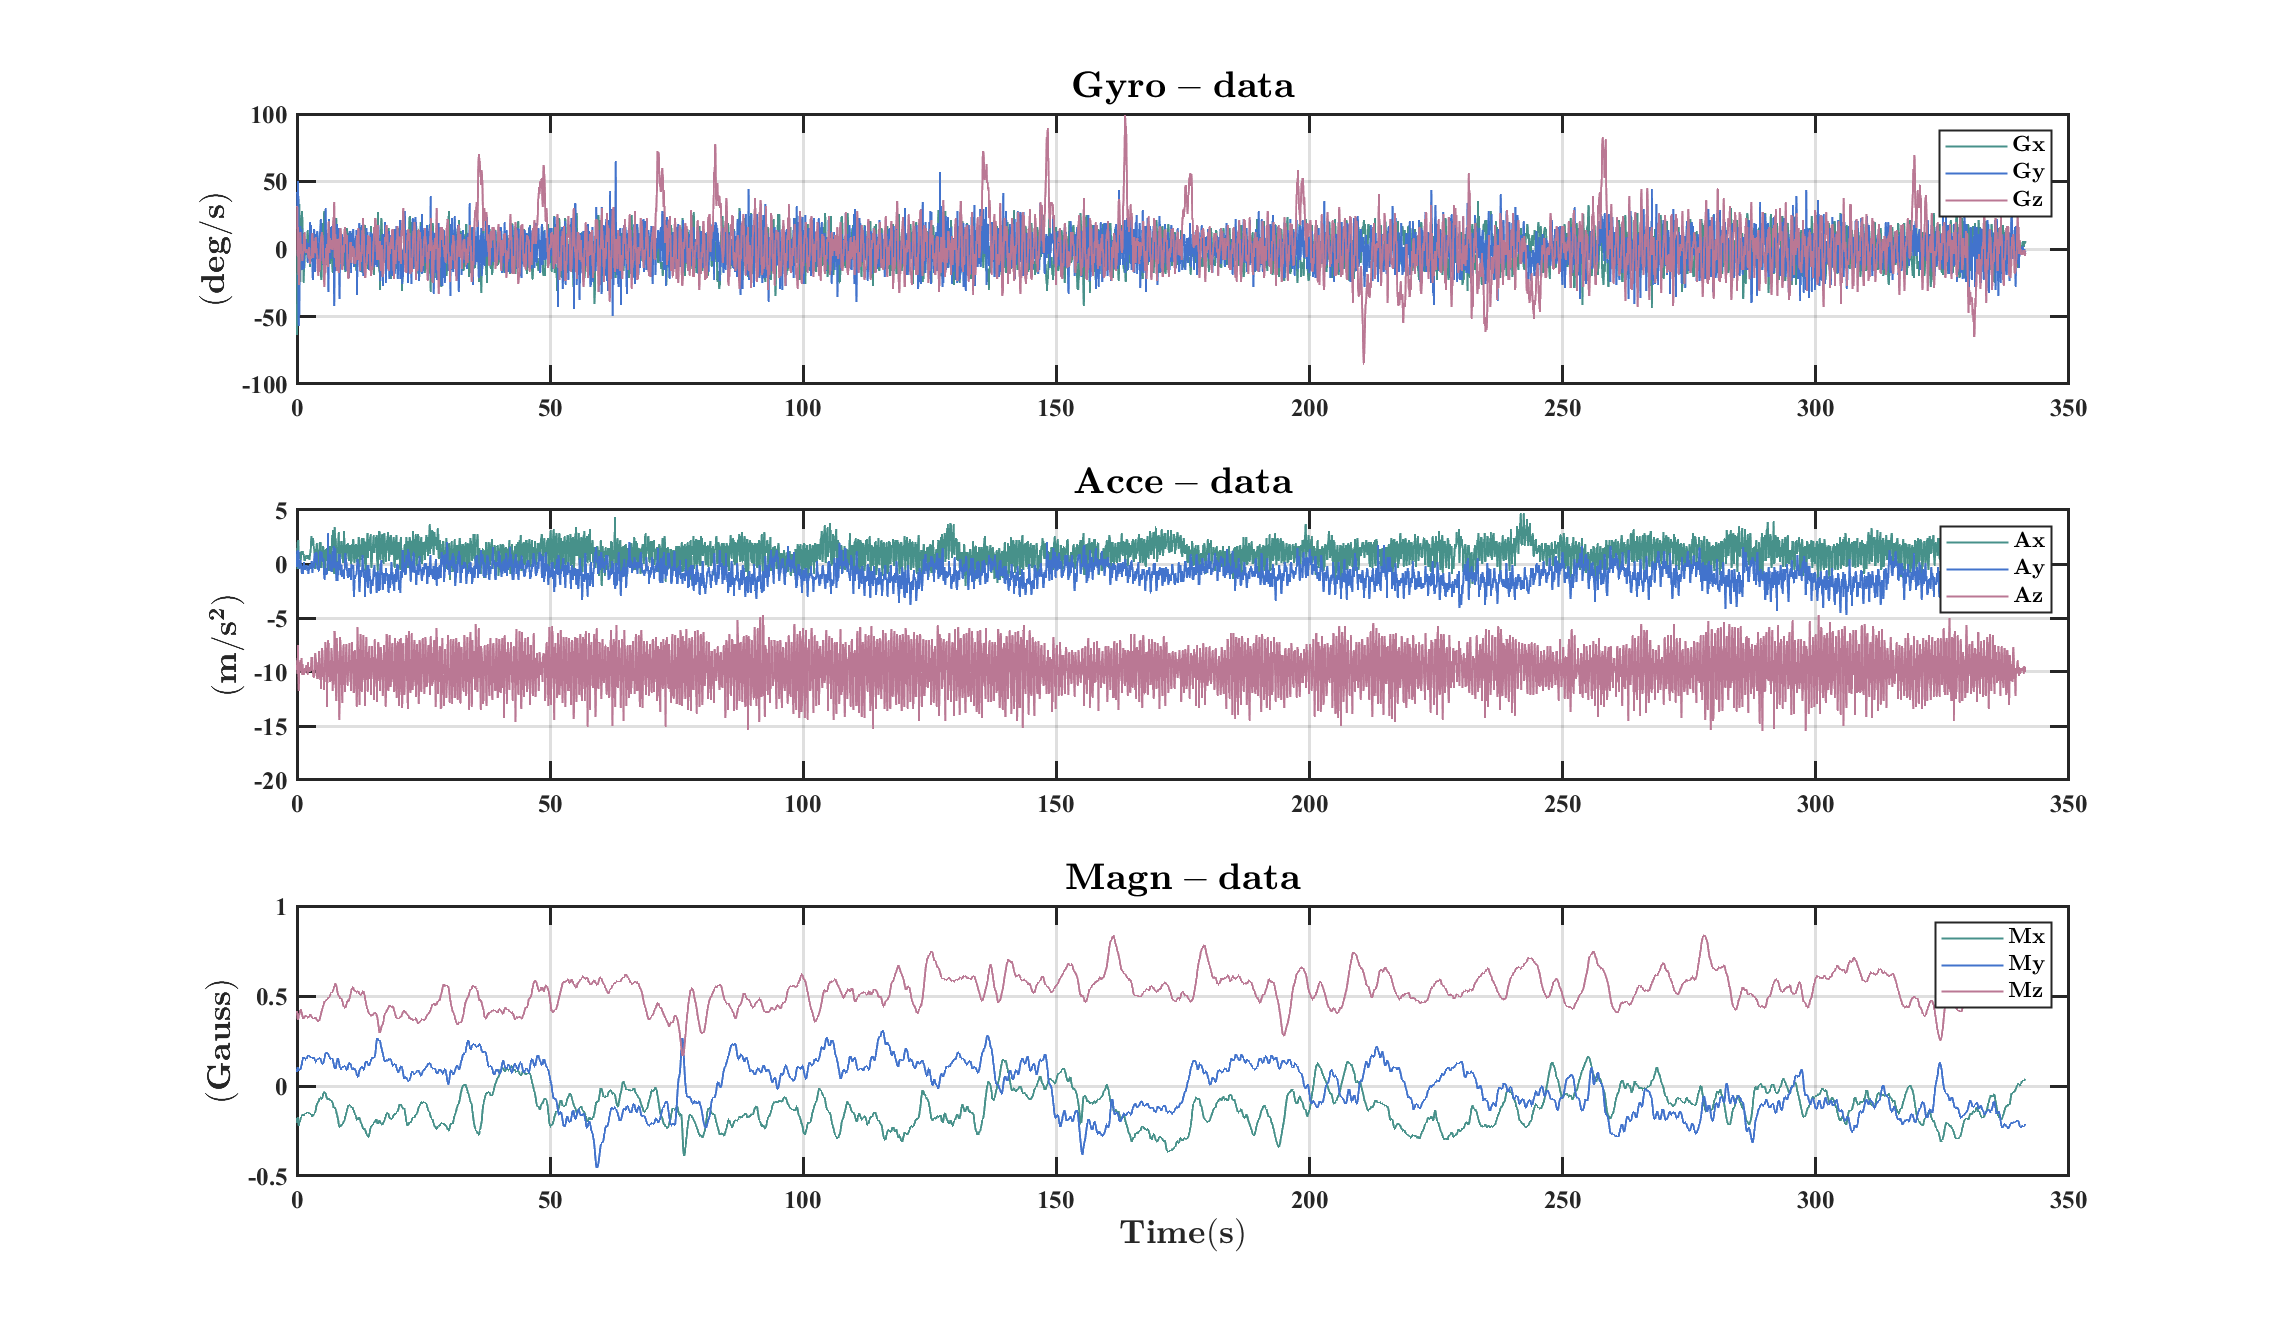 Gyro – data
100
50
0
-50
-100
(deg/s)
Gx
Gy
Gz
0 50 100 150 200 250 300 350
Acce – data
5
0
-5
-10
-15
-20
(m/s²)
Ax
Ay
Az
0 50 100 150 200 250 300 350
Magn – data
1
0.5
0
-0.5
(Gauss)
Mx
My
Mz
0 50 100 150 200 250 300 350
Time(s)